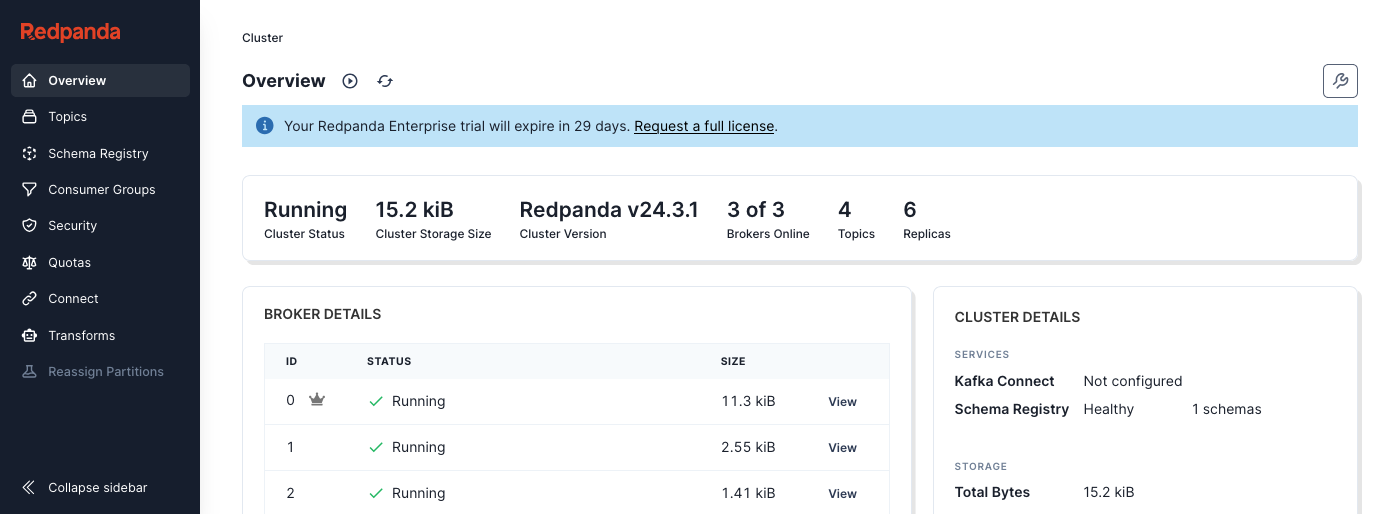 Redpanda
Overview
Topics
Schema Registry
Consumer Groups
Security
Quotas
Connect
Transforms
Reassign Partitions
Collapse sidebar
Cluster
Overview
Your Redpanda Enterprise trial will expire in 29 days. Request a full license.
Running 15.2 kiB Redpanda v24.3.1 3 of 3 4 6
Cluster Status Cluster Storage Size Cluster Version Brokers Online Topics Replicas
BROKER DETAILS
ID STATUS SIZE
0 Running 11.3 kiB View
1 Running 2.55 kiB View
2 Running 1.41 kiB View
CLUSTER DETAILS
SERVICES
Kafka Connect Not configured
Schema Registry Healthy 1 schemas
STORAGE
Total Bytes 15.2 kiB